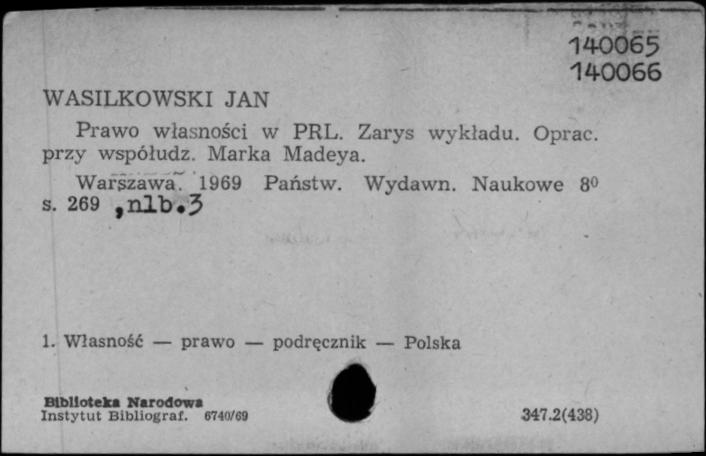 140065
140066
WASILKOWSKI JAN
Prawo własności w PRL. Zarys wykładu. Oprac.
przy współudz. Marka Madeya.
Warszawa. 1969 Państw. Wydawn. Naukowe 8⁰
s. 269 ,nlb.3
1. Własność — prawo — podręcznik — Polska
Biblioteka Narodowa
Instytut Bibliograf. 6740/69
347.2(438)